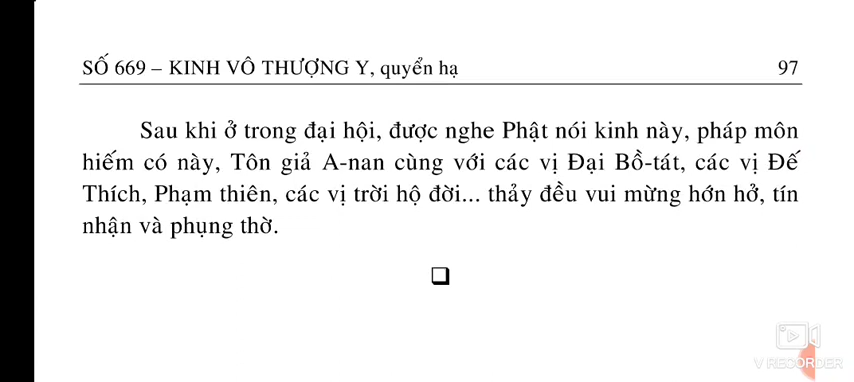 SỐ 669 – KINH VÔ THƯỢNG Y, quyển hạ 97
Sau khi ở trong đại hội, được nghe Phật nói kinh này, pháp môn
hiếm có này, Tôn giả A-nan cùng với các vị Đại Bồ-tát, các vị Đế
Thích, Phạm thiên, các vị trời hộ đời... thảy đều vui mừng hớn hở, tín
nhận và phụng thờ.
V RECORDER